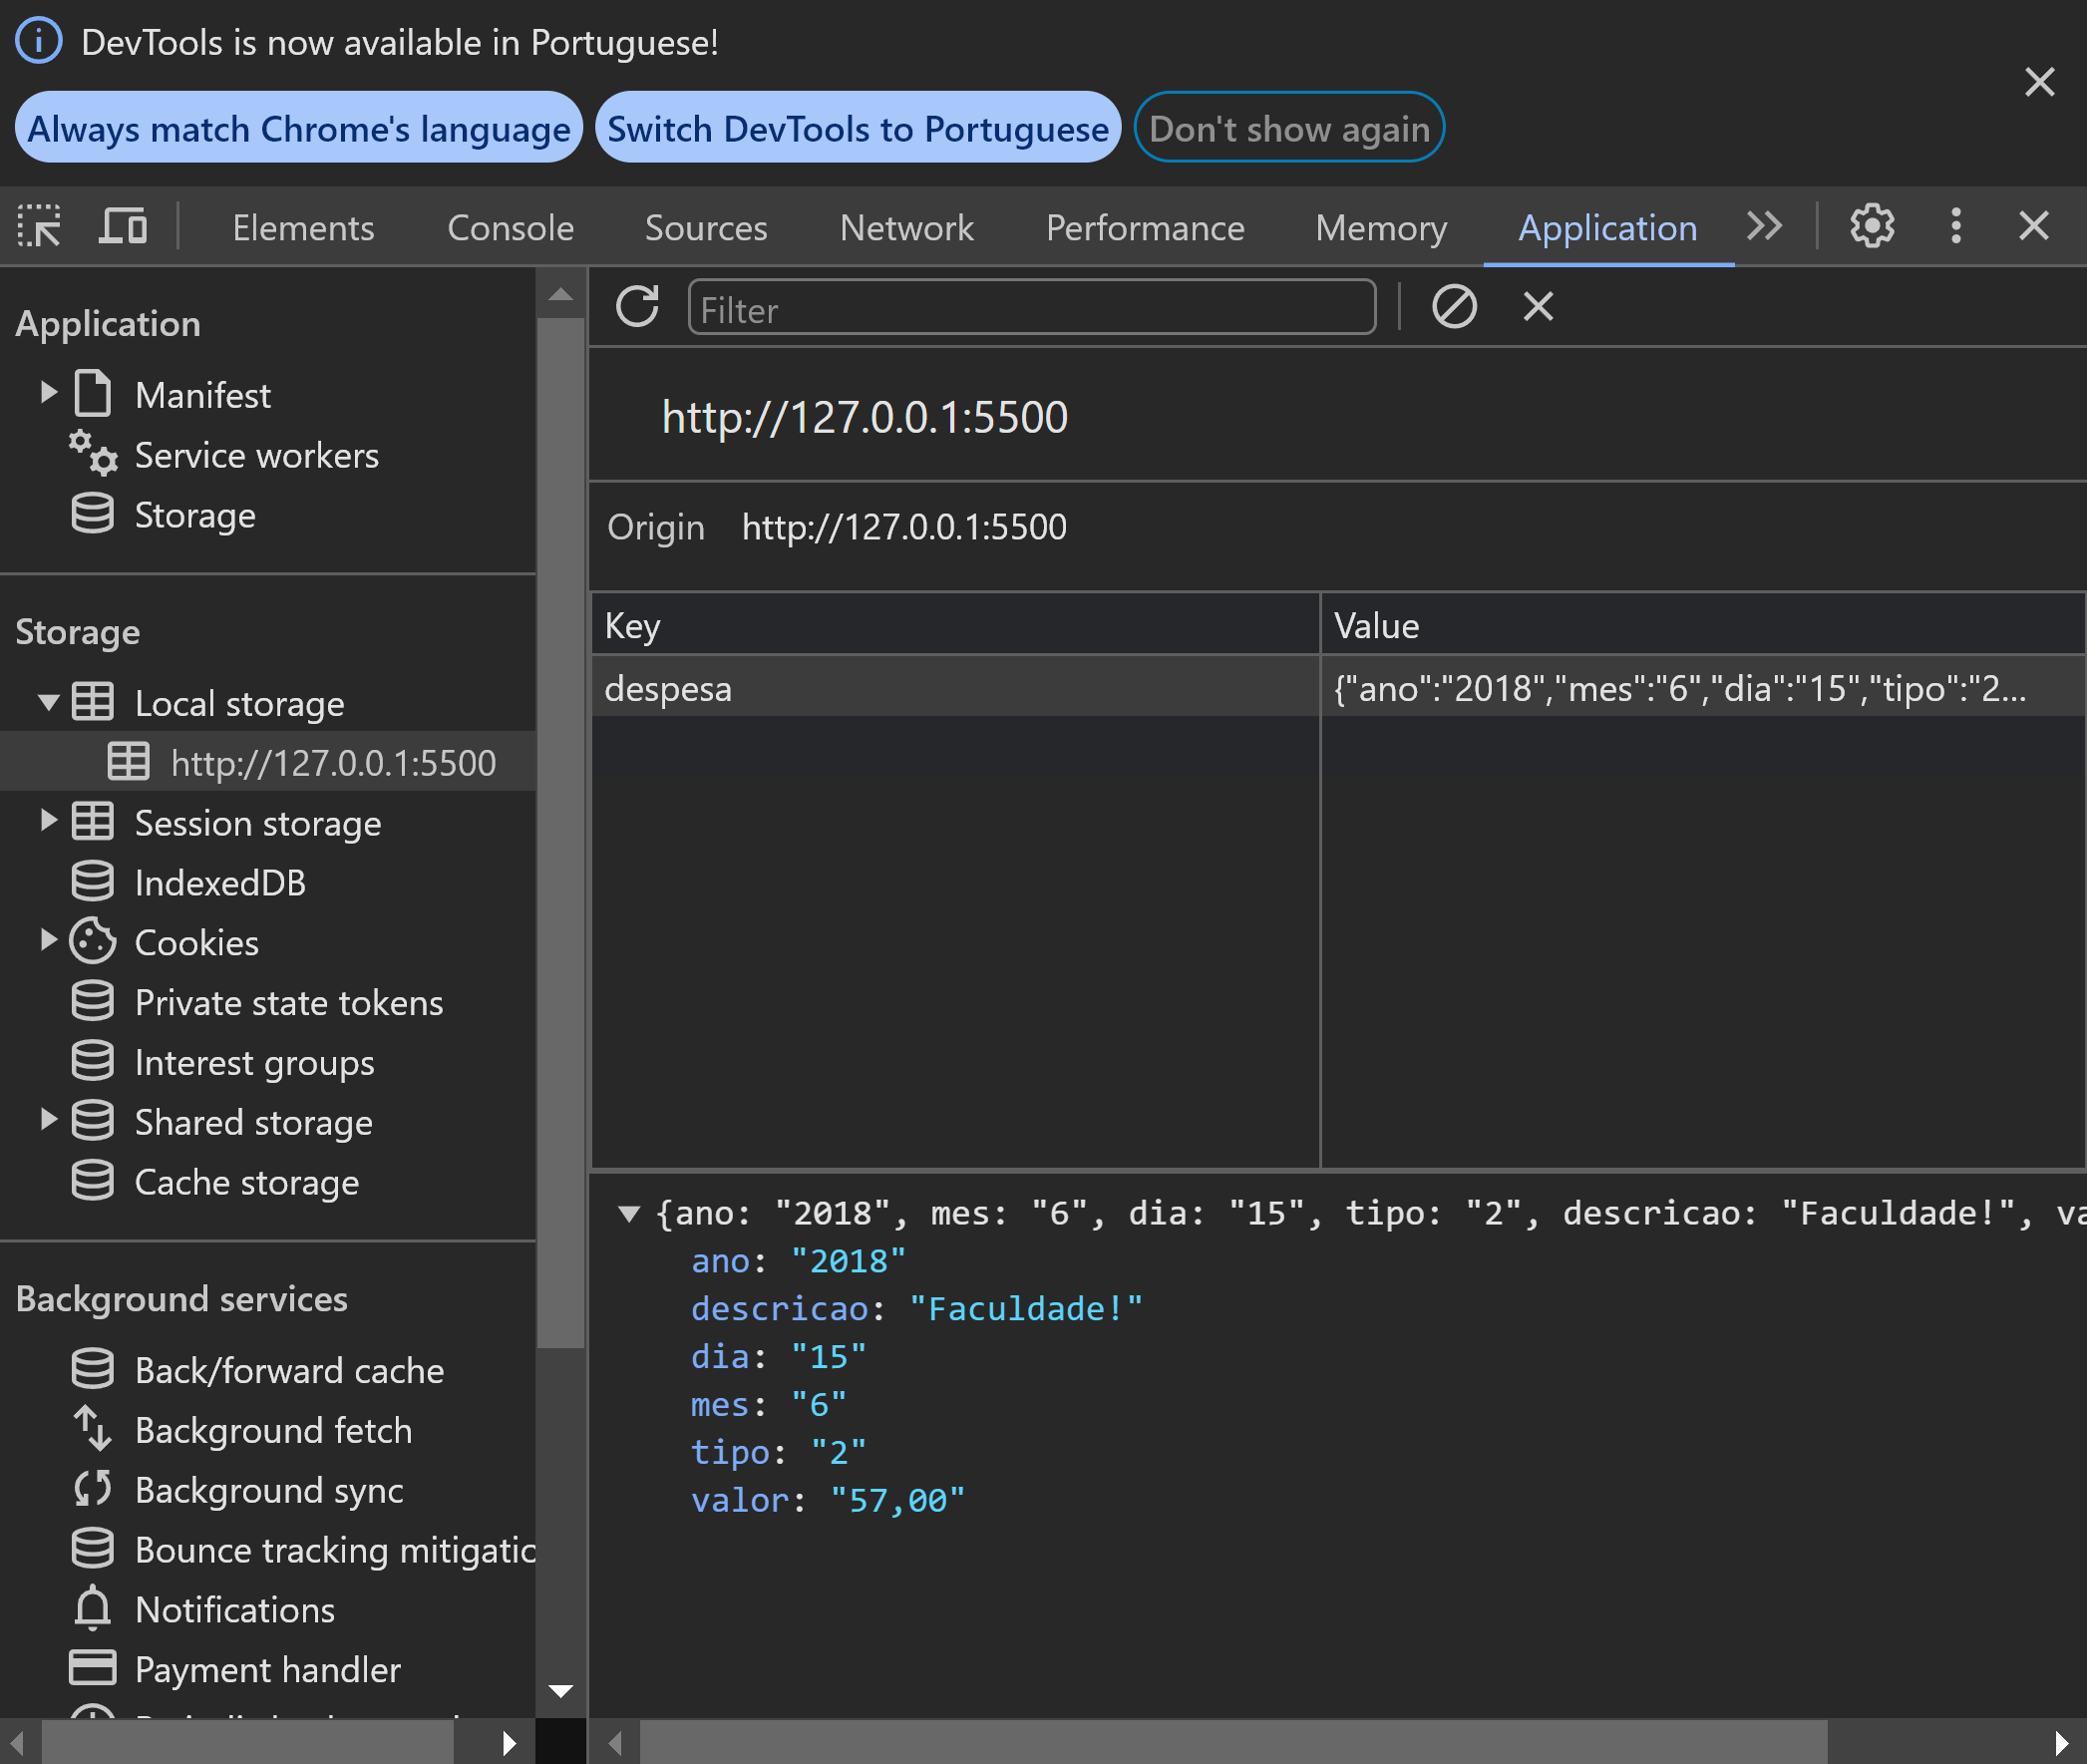 DevTools is now available in Portuguese!
Always match Chrome's language Switch DevTools to Portuguese Don't show again
Elements Console Sources Network Performance Memory Application
Application
Manifest
Service workers
Storage
Storage
Local storage
http://127.0.0.1:5500
Session storage
IndexedDB
Cookies
Private state tokens
Interest groups
Shared storage
Cache storage
Background services
Back/forward cache
Background fetch
Background sync
Bounce tracking mitigatio
Notifications
Payment handler
Filter
http://127.0.0.1:5500
Origin http://127.0.0.1:5500
Key Value
despesa {"ano":"2018","mes":"6","dia":"15","tipo":"2…
{ano: "2018", mes: "6", dia: "15", tipo: "2", descricao: "Faculdade!", va
ano: "2018"
descricao: "Faculdade!"
dia: "15"
mes: "6"
tipo: "2"
valor: "57,00"